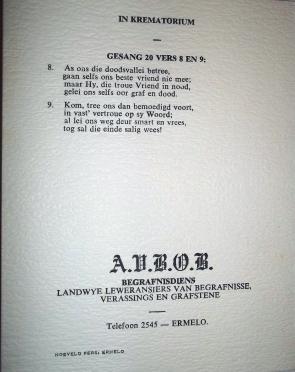 IN KREMATORIUM
GESANG 20 VERS 8 EN 9:
8. As ons die doodsvallei betree,
gaan selfs ons beste vriend nie mee;
maar Hy, die troue Vriend in nood,
gelei ons selfs oor graf en dood.
9. Kom, tree ons dan bemoedigd voort,
in vast' vertroue op sy Woord;
al lei ons weg deur smart en vrees,
tog sal die einde salig wees!
A.V.B.O.B.
BEGRAFNISDIENS
LANDWYE LEWERANSIERS VAN BEGRAFNISSE,
VERASSINGS EN GRAFSTENE
Telefoon 2545 — ERMELO.
HOEVELD PERS, ERMELO